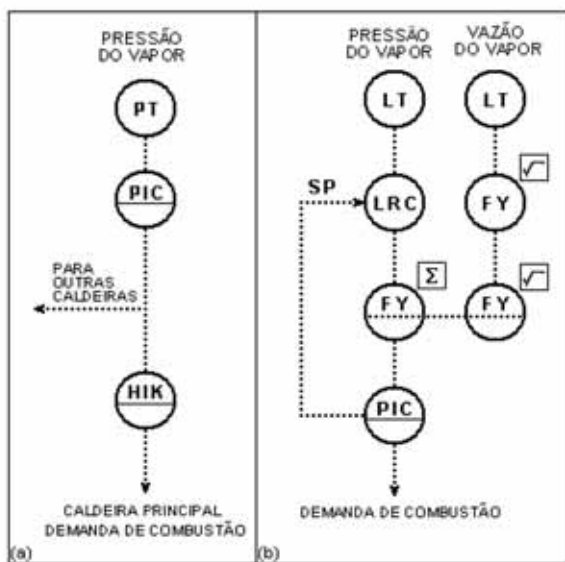 PRESSÃO
DO VAPOR
PT
PIC
PARA
OUTRAS
CALDEIRAS
HIK
CALDEIRA PRINCIPAL
DEMANDA DE COMBUSTÃO
(a)
PRESSÃO
DO VAPOR
VAZÃO
DO VAPOR
LT
LT
SP
LRC
FY
√
Σ
FY
FY
√
PIC
DEMANDA DE COMBUSTÃO
(b)